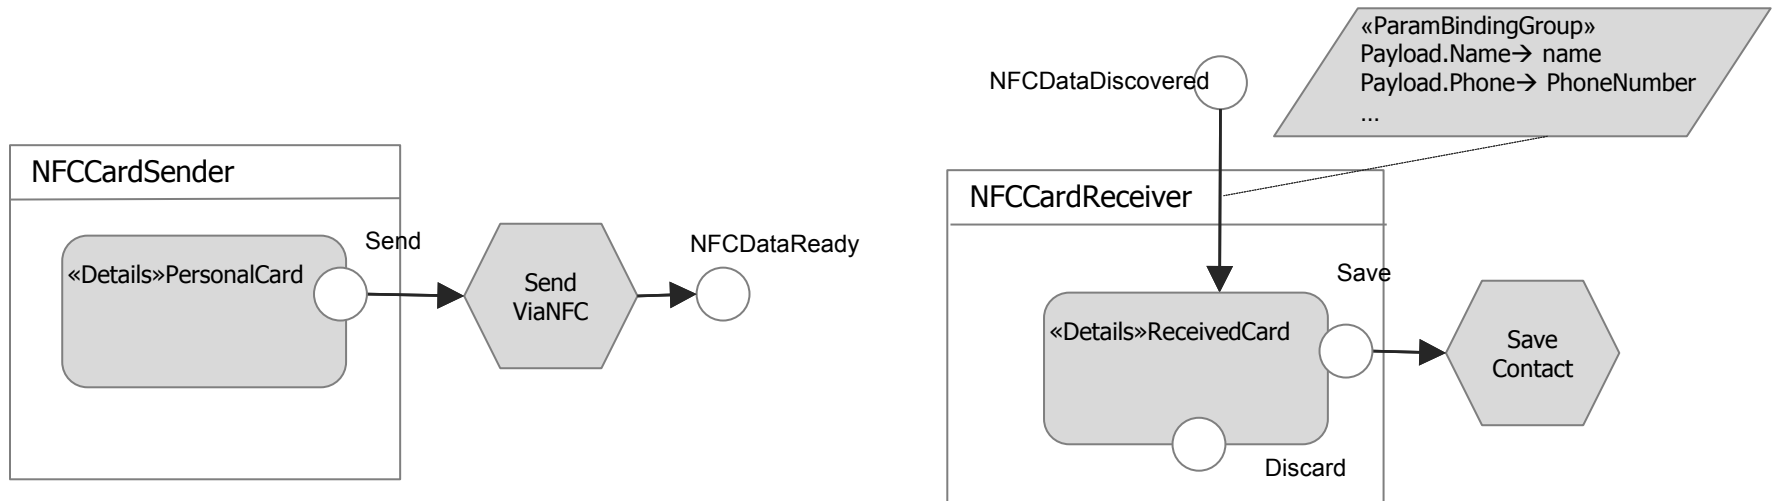 NFCCardSender
«Details»PersonalCard
Send
Send
ViaNFC
NFCDataReady
NFCDataDiscovered
«ParamBindingGroup»
Payload.Name→ name
Payload.Phone→ PhoneNumber
...
NFCCardReceiver
«Details»ReceivedCard
Save
Save
Contact
Discard